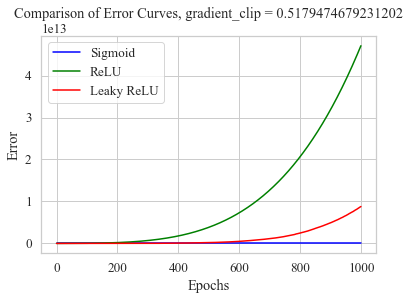 Comparison of Error Curves, gradient_clip = 0.5179474679231202
1e13
Sigmoid
ReLU
Leaky ReLU
4
3
2
1
0
Error
0 200 400 600 800 1000
Epochs